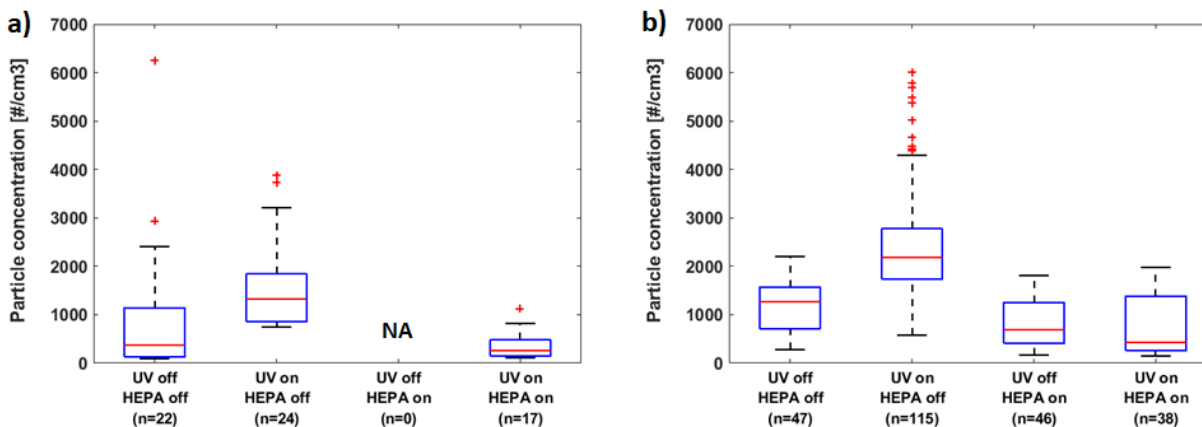 a)
Particle concentration [#/cm3]
7000
6000
5000
4000
3000
2000
1000
0
NA
UV off UV on UV off UV on
HEPA off HEPA off HEPA on HEPA on
(n=22) (n=24) (n=0) (n=17)
b)
Particle concentration [#/cm3]
7000
6000
5000
4000
3000
2000
1000
0
UV off UV on UV off UV on
HEPA off HEPA off HEPA on HEPA on
(n=47) (n=115) (n=46) (n=38)